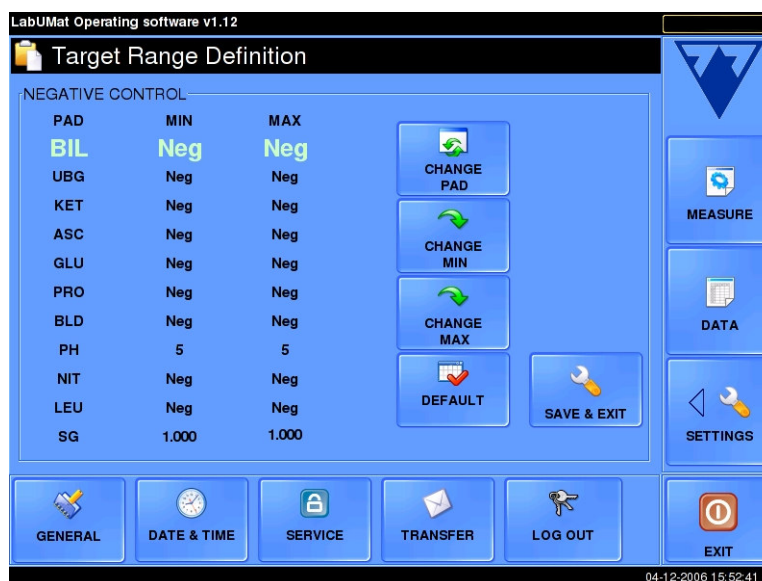 LabUMat Operating software v1.12
Target Range Definition
NEGATIVE CONTROL
PAD MIN MAX
BIL Neg Neg
UBG Neg Neg
KET Neg Neg
ASC Neg Neg
GLU Neg Neg
PRO Neg Neg
BLD Neg Neg
PH 5 5
NIT Neg Neg
LEU Neg Neg
SG 1.000 1.000
CHANGE
PAD
CHANGE
MIN
CHANGE
MAX
DEFAULT
SAVE & EXIT
MEASURE
DATA
SETTINGS
GENERAL
DATE & TIME
SERVICE
TRANSFER
LOG OUT
EXIT
04-12-2006 15:52:41